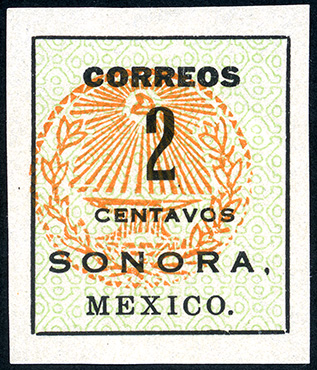 CORREOS
2
CENTAVOS
SONORA,
MEXICO.